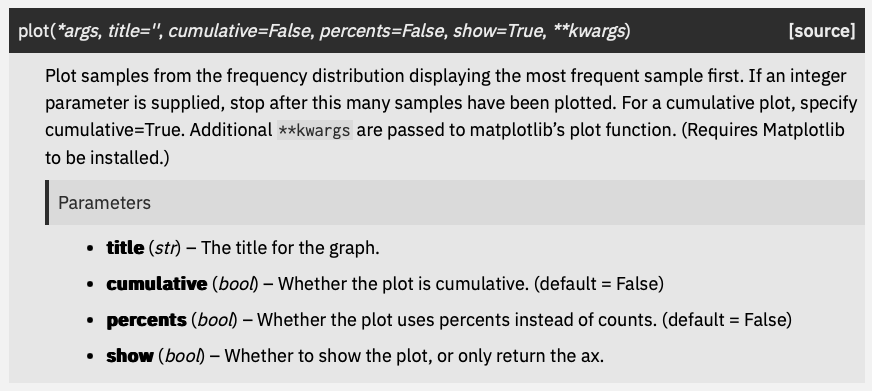 plot(*args, title='', cumulative=False, percents=False, show=True, **kwargs) [source]
Plot samples from the frequency distribution displaying the most frequent sample first. If an integer
parameter is supplied, stop after this many samples have been plotted. For a cumulative plot, specify
cumulative=True. Additional **kwargs are passed to matplotlib’s plot function. (Requires Matplotlib
to be installed.)
Parameters
• title (str) – The title for the graph.
• cumulative (bool) – Whether the plot is cumulative. (default = False)
• percents (bool) – Whether the plot uses percents instead of counts. (default = False)
• show (bool) – Whether to show the plot, or only return the ax.